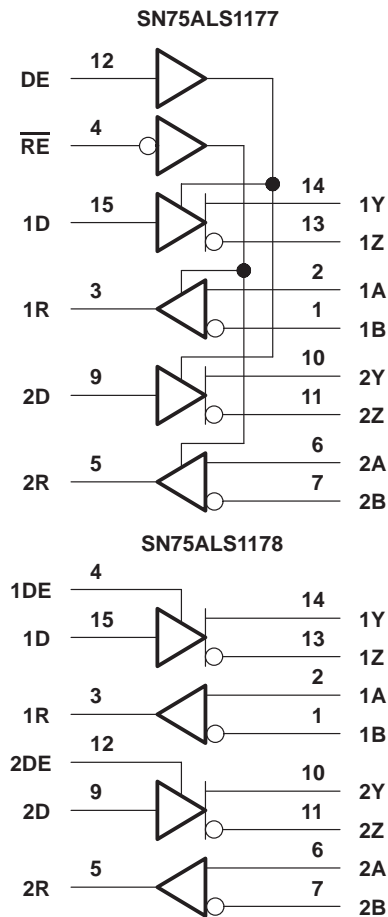 SN75ALS1177
DE 12
RE 4
1D 15 14 1Y
13 1Z
1R 3 2 1A
1 1B
2D 9 10 2Y
11 2Z
2R 5 6 2A
7 2B
SN75ALS1178
1DE 4
1D 15 14 1Y
13 1Z
1R 3 2 1A
1 1B
2DE 12
2D 9 10 2Y
11 2Z
2R 5 6 2A
7 2B